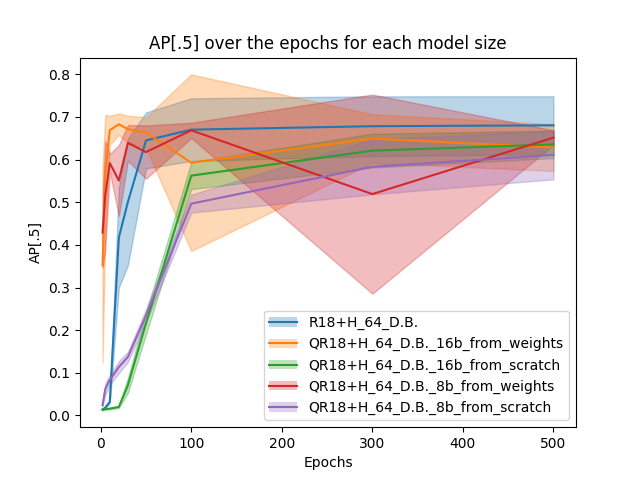 AP[.5] over the epochs for each model size
0.8
0.7
0.6
0.5
0.4
0.3
0.2
0.1
0.0
AP[.5]
R18+H_64_D.B.
QR18+H_64_D.B._16b_from_weights
QR18+H_64_D.B._16b_from_scratch
QR18+H_64_D.B._8b_from_weights
QR18+H_64_D.B._8b_from_scratch
0 100 200 300 400 500
Epochs